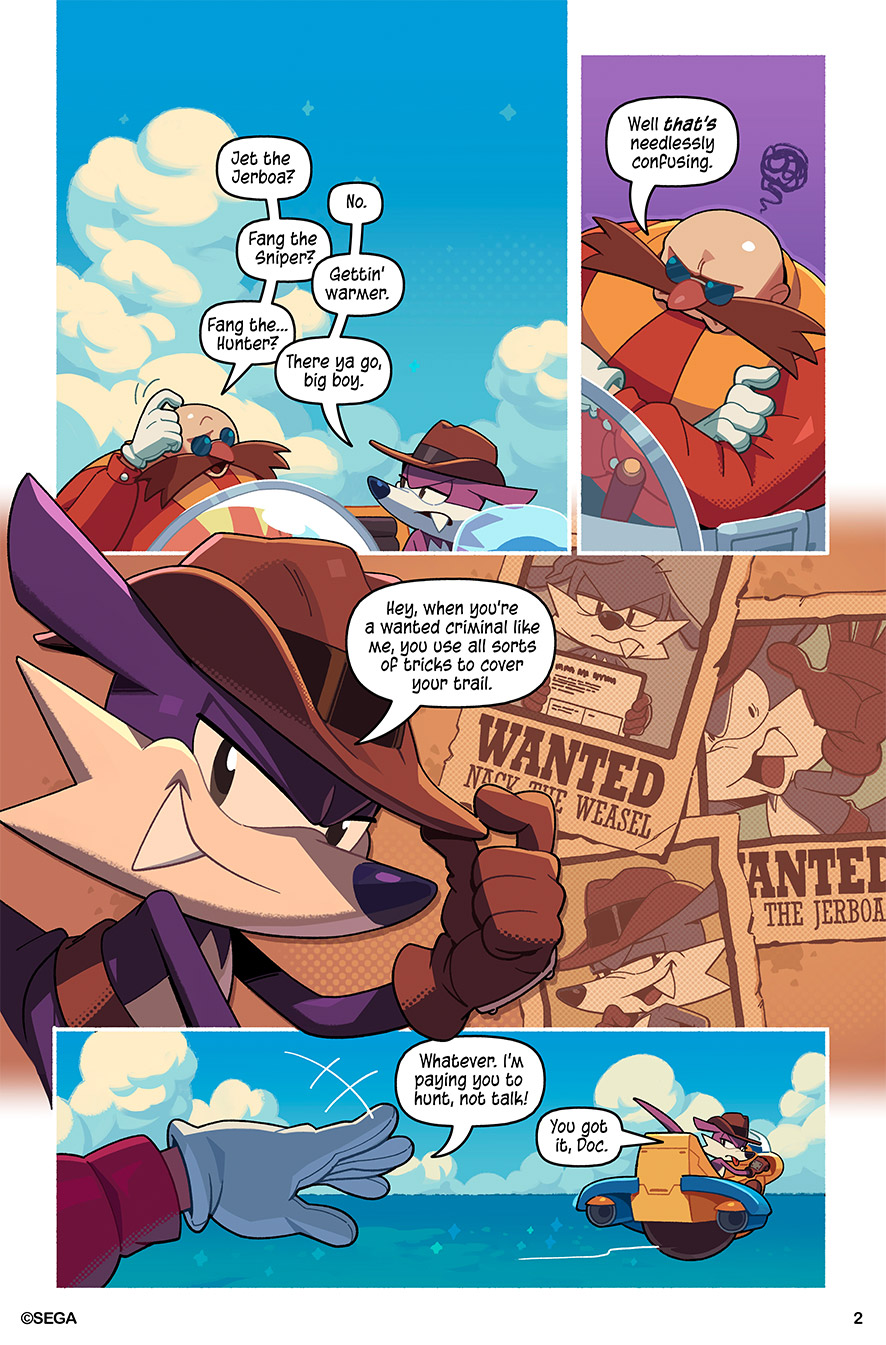 Jet the
Jerboa?
No.
Fang the
Sniper?
Gettin'
warmer.
Fang the...
Hunter?
There ya go,
big boy.
Well that's
needlessly
confusing.
Hey, when you're
a wanted criminal like
me, you use all sorts
of tricks to cover
your trail.
WANTED
NACK THE WEASEL
WANTED
THE JERBOA
Whatever. I'm
paying you to
hunt, not talk!
You got
it, Doc.
©SEGA
2